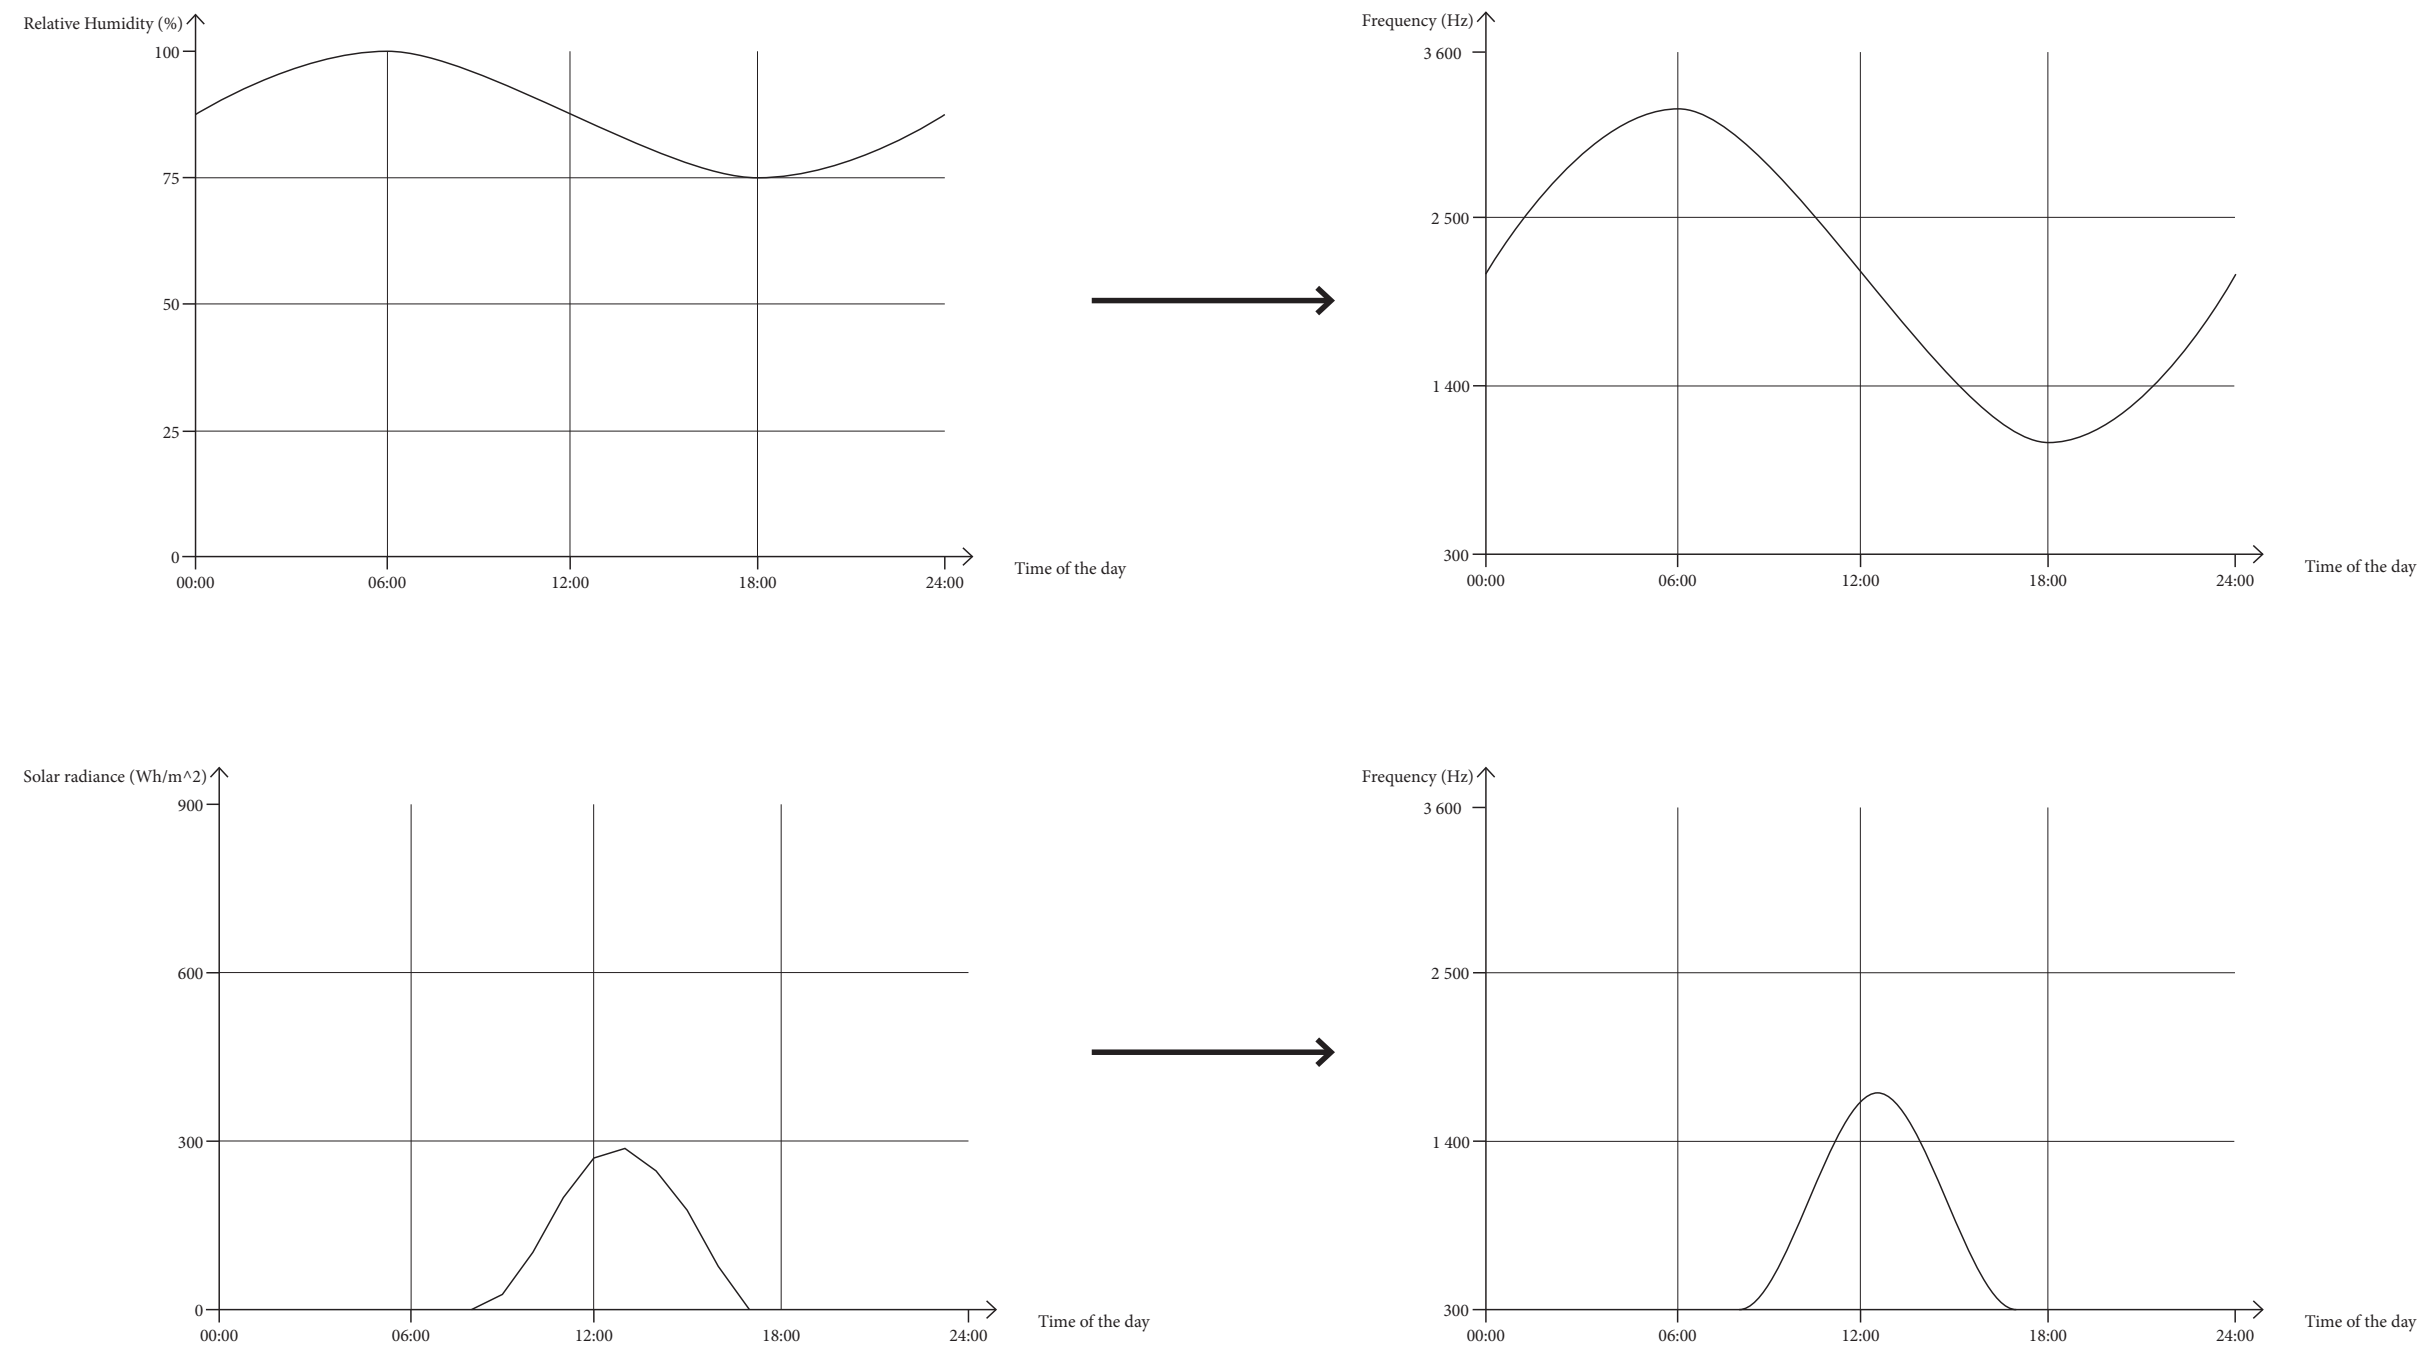 Relative Humidity (%)
100
75
50
25
0
00:00 06:00 12:00 18:00 24:00
Time of the day
Frequency (Hz)
3 600
2 500
1 400
300
00:00 06:00 12:00 18:00 24:00
Time of the day
Solar radiance (Wh/m^2)
900
600
300
0
00:00 06:00 12:00 18:00 24:00
Time of the day
Frequency (Hz)
3 600
2 500
1 400
300
00:00 06:00 12:00 18:00 24:00
Time of the day